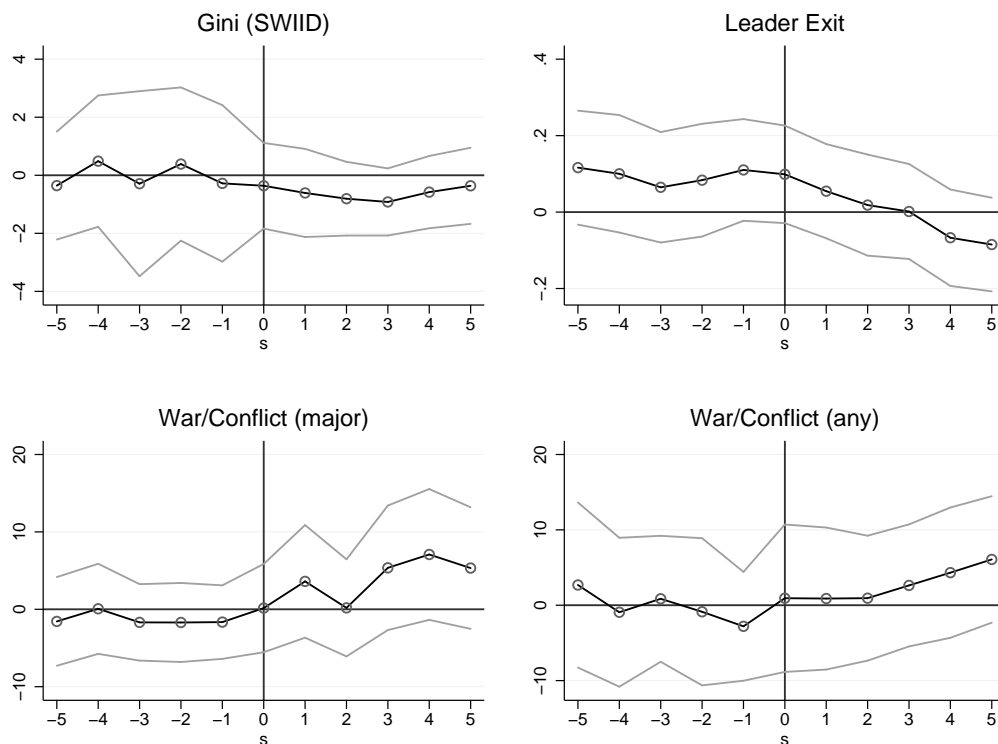 Gini (SWIID)
4
2
0
−2
−4
−5 −4 −3 −2 −1 0 1 2 3 4 5
s
Leader Exit
.4
.2
0
−.2
−5 −4 −3 −2 −1 0 1 2 3 4 5
s
War/Conflict (major)
20
10
0
−10
−5 −4 −3 −2 −1 0 1 2 3 4 5
s
War/Conflict (any)
20
10
0
−10
−5 −4 −3 −2 −1 0 1 2 3 4 5
s